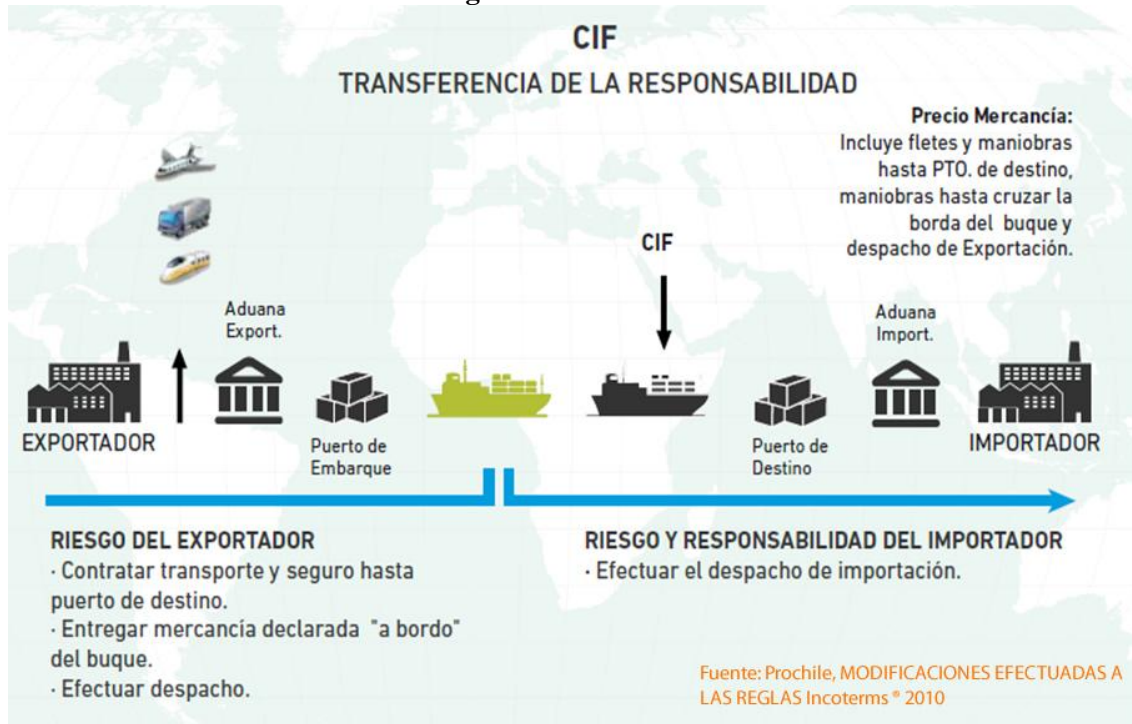 CIF
TRANSFERENCIA DE LA RESPONSABILIDAD
Precio Mercancía:
Incluye fletes y maniobras
hasta PTO. de destino,
maniobras hasta cruzar la
borda del buque y
despacho de Exportación.
CIF
Aduana
Export.
Aduana
Import.
EXPORTADOR
Puerto de
Embarque
Puerto de
Destino
IMPORTADOR
RIESGO DEL EXPORTADOR
· Contratar transporte y seguro hasta
puerto de destino.
· Entregar mercancía declarada "a bordo"
del buque.
· Efectuar despacho.
RIESGO Y RESPONSABILIDAD DEL IMPORTADOR
· Efectuar el despacho de importación.
Fuente: Prochile, MODIFICACIONES EFECTUADAS A
LAS REGLAS Incoterms ® 2010